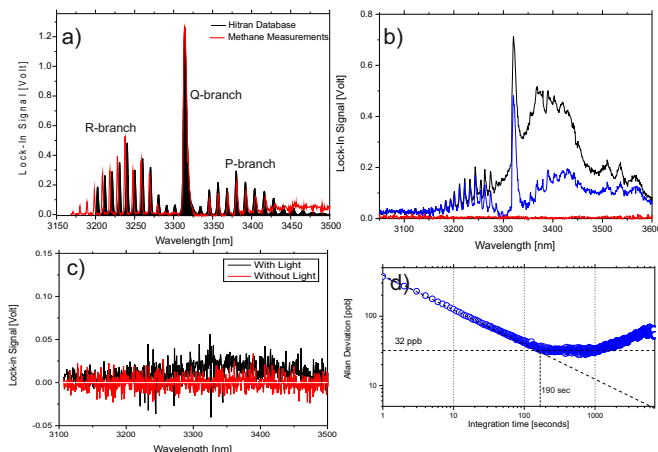 a)
Hitran Database
Methane Measurements
Q-branch
R-branch
P-branch
Lock-In Signal [Volt]
1.2
1.0
0.8
0.6
0.4
0.2
0.0
3150 3200 3250 3300 3350 3400 3450 3500
Wavelength [nm]
b)
Lock-In Signal [Volt]
0.8
0.6
0.4
0.2
0.0
3100 3200 3300 3400 3500 3600
Wavelength [nm]
c)
With Light
Without Light
Lock-in Signal [Volt]
0.15
0.10
0.05
0.00
-0.05
3100 3200 3300 3400 3500
Wavelength [nm]
d)
Allan Deviation [ppb]
100
10
32 ppb
190 sec
1 10 100 1000
Integration time [seconds]